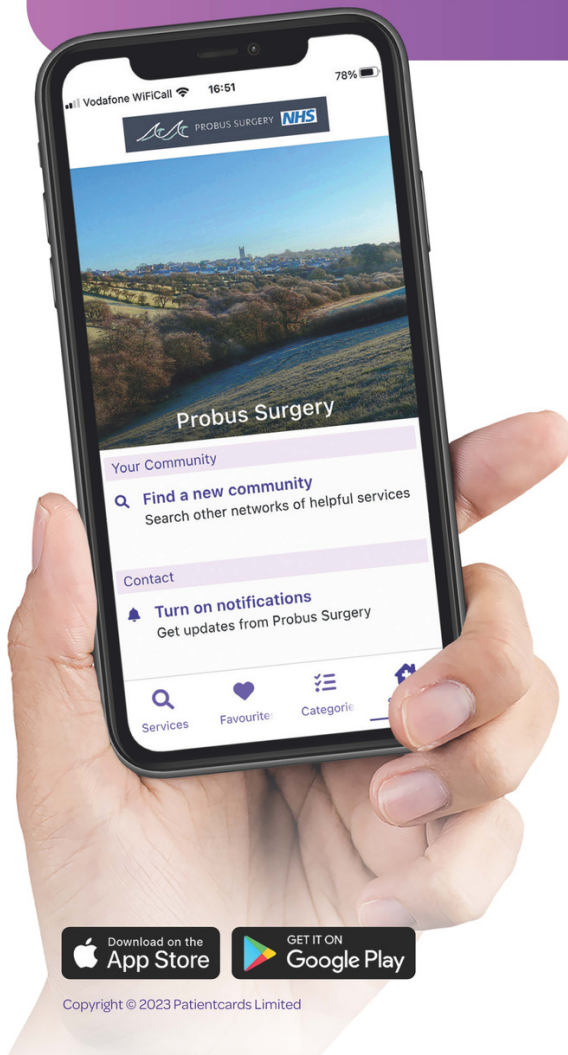 Vodafone WiFiCall 16:51 78%
PROBUS SURGERY NHS
Probus Surgery
Your Community
Find a new community
Search other networks of helpful services
Contact
Turn on notifications
Get updates from Probus Surgery
Services Favourite Categorie
Download on the
App Store
GET IT ON
Google Play
Copyright © 2023 Patientcards Limited